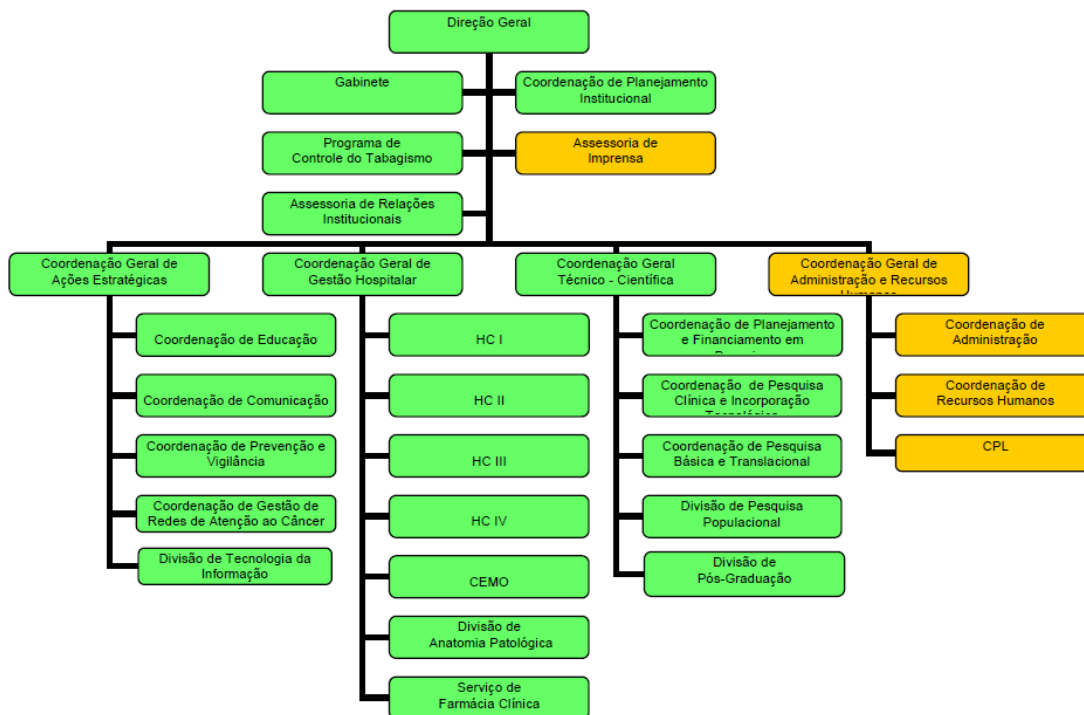 Direção Geral
Gabinete
Coordenação de Planejamento
Institucional
Programa de
Controle do Tabagismo
Assessoria de
Imprensa
Assessoria de Relações
Institucionais
Coordenação Geral de
Ações Estratégicas
Coordenação Geral de
Gestão Hospitalar
Coordenação Geral
Técnico - Científica
Coordenação Geral de
Administração e Recursos
Humanos
Coordenação de Educação
Coordenação de Comunicação
Coordenação de Prevenção e
Vigilância
Coordenação de Gestão de
Redes de Atenção ao Câncer
Divisão de Tecnologia da
Informação
HC I
HC II
HC III
HC IV
CEMO
Divisão de
Anatomia Patológica
Serviço de
Farmácia Clínica
Coordenação de Planejamento
e Financiamento em
Coordenação de Pesquisa
Clínica e Incorporação
Tecnológica
Coordenação de Pesquisa
Básica e Translacional
Divisão de Pesquisa
Populacional
Divisão de
Pós-Graduação
Coordenação de
Administração
Coordenação de
Recursos Humanos
CPL